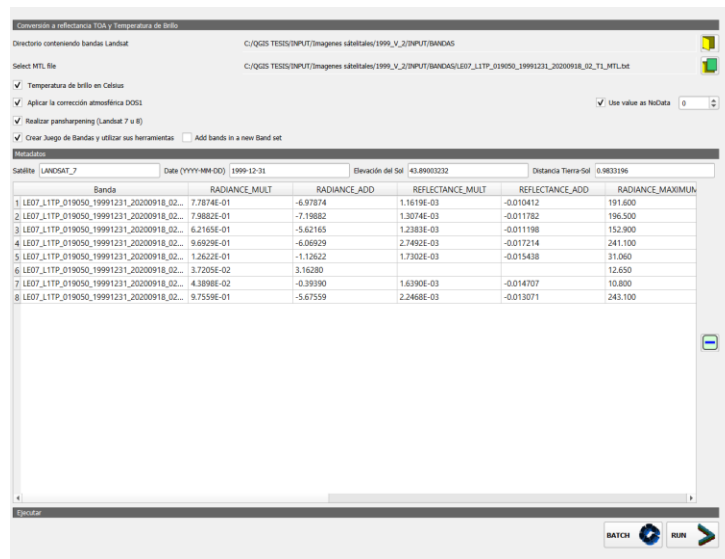 Conversión a reflectancia TOA y Temperatura de Brillo
Directorio conteniendo bandas Landsat C:/QGIS TESIS/INPUT/Imagenes sátelitales/1999_V_2/INPUT/BANDAS
Select MTL file C:/QGIS TESIS/INPUT/Imagenes sátelitales/1999_V_2/INPUT/BANDAS/LE07_L1TP_019050_19991231_20200918_02_T1_MTL.txt
Temperatura de brillo en Celsius
Aplicar la corrección atmosférica DOS1 Use value as NoData 0
Realizar pansharpening (Landsat 7 u 8)
Crear Juego de Bandas y utilizar sus herramientas Add bands in a new Band set
Metadatos
Satélite LANDSAT_7 Date (YYYY-MM-DD) 1999-12-31 Elevación del Sol 43.89003232 Distancia Tierra-Sol 0.9833196
Banda RADIANCE_MULT RADIANCE_ADD REFLECTANCE_MULT REFLECTANCE_ADD RADIANCE_MAXIMUM
1 LE07_L1TP_019050_19991231_20200918_02... 7.7874E-01 -6.97874 1.1619E-03 -0.010412 191.600
2 LE07_L1TP_019050_19991231_20200918_02... 7.9882E-01 -7.19882 1.3074E-03 -0.011782 196.500
3 LE07_L1TP_019050_19991231_20200918_02... 6.2165E-01 -5.62165 1.2383E-03 -0.011198 152.900
4 LE07_L1TP_019050_19991231_20200918_02... 9.6929E-01 -6.06929 2.7492E-03 -0.017214 241.100
5 LE07_L1TP_019050_19991231_20200918_02... 1.2622E-01 -1.12622 1.7302E-03 -0.015438 31.060
6 LE07_L1TP_019050_19991231_20200918_02... 3.7205E-02 3.16280 12.650
7 LE07_L1TP_019050_19991231_20200918_02... 4.3898E-02 -0.39390 1.6390E-03 -0.014707 10.800
8 LE07_L1TP_019050_19991231_20200918_02... 9.7559E-01 -5.67559 2.2468E-03 -0.013071 243.100
Ejecutar
BATCH RUN